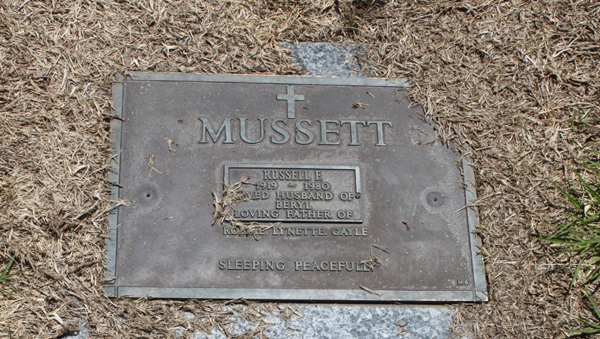 MUSSETT
RUSSELL E.
1919 ~ 1980
HUSBAND OF
BERYL
LOVING FATHER OF
LYNETTE GAYLE
SLEEPING PEACEFULLY